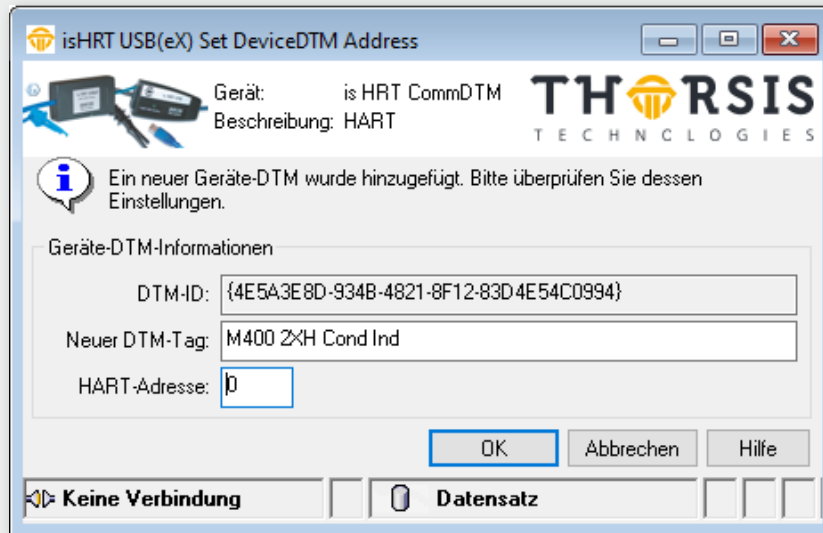 isHRT USB(eX) Set DeviceDTM Address
Gerät: is HRT CommDTM
Beschreibung: HART
THORSIS
TECHNCLOGIES
Ein neuer Geräte-DTM wurde hinzugefügt. Bitte überprüfen Sie dessen
Einstellungen.
Geräte-DTM-Informationen
DTM-ID: {4E5A3E8D-934B-4821-8F12-83D4E54C0994}
Neuer DTM-Tag: M400 2XH Cond Ind
HART-Adresse: 0
OK Abbrechen Hilfe
Keine Verbindung Datensatz